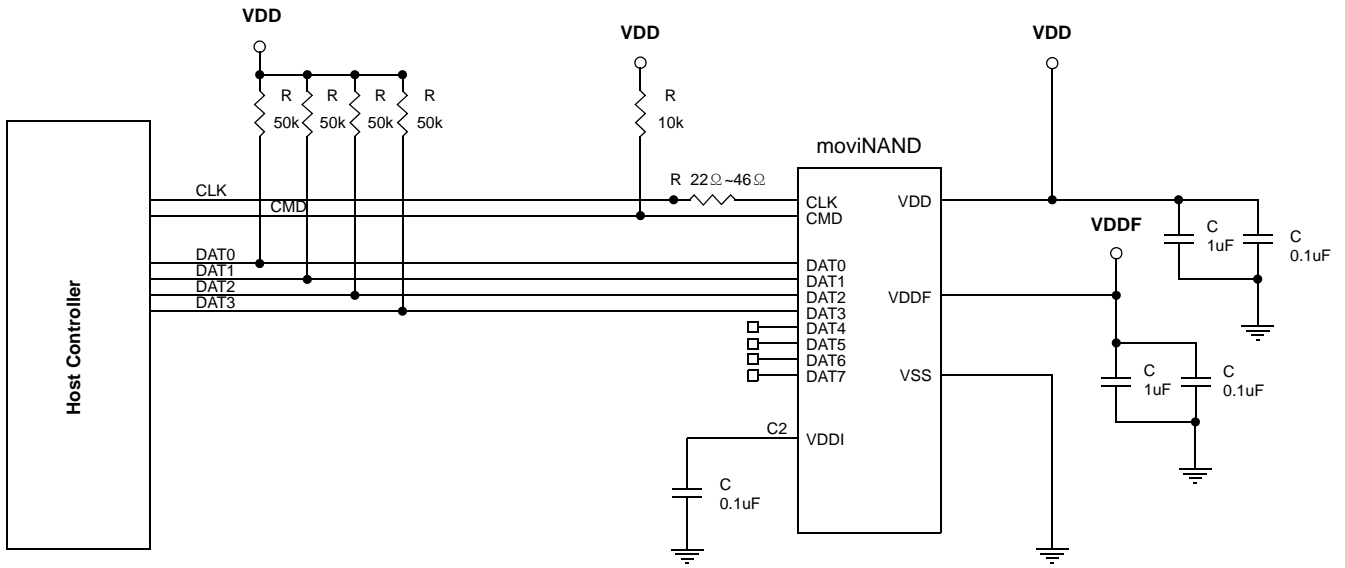 VDD
VDD
VDD
R
50k
R
50k
R
50k
R
50k
R
10k
moviNAND
CLK
CMD
R 22Ω~46Ω
CLK
CMD
VDD
VDDF
C
1uF
C
0.1uF
DAT0
DAT1
DAT2
DAT3
DAT0
DAT1
DAT2
DAT3
DAT4
DAT5
DAT6
DAT7
VDDF
VSS
C
1uF
C
0.1uF
Host Controller
C2
VDDI
C
0.1uF